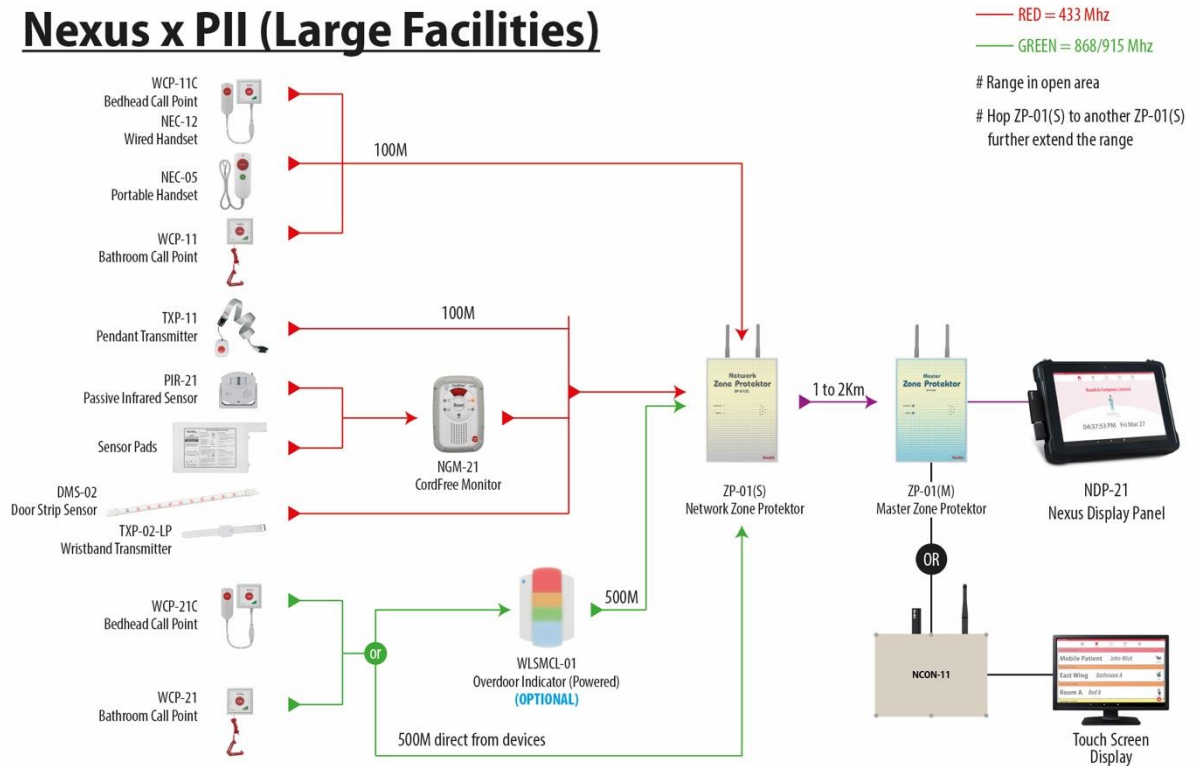 Nexus x PII (Large Facilities)
RED = 433 Mhz
GREEN = 868/915 Mhz
# Range in open area
# Hop ZP-01(S) to another ZP-01(S)
further extend the range
WCP-11C
Bedhead Call Point
NEC-12
Wired Handset
100M
NEC-05
Portable Handset
WCP-11
Bathroom Call Point
TXP-11
Pendant Transmitter
100M
PIR-21
Passive Infrared Sensor
Sensor Pads
NGM-21
CordFree Monitor
DMS-02
Door Strip Sensor
TXP-02-LP
Wristband Transmitter
Network
Zone Protektor
ZP-01(S)
Network Zone Protektor
1 to 2Km
Master
Zone Protektor
ZP-01(M)
Master Zone Protektor
04:37:53 PM Fri Mar 27
NDP-21
Nexus Display Panel
OR
WCP-21C
Bedhead Call Point
or
WCP-21
Bathroom Call Point
WLSMCL-01
Overdoor Indicator (Powered)
(OPTIONAL)
500M
500M direct from devices
NCON-11
Mobile Patient John Wick
East Wing Bathroom A
Room A Bed A
Touch Screen
Display